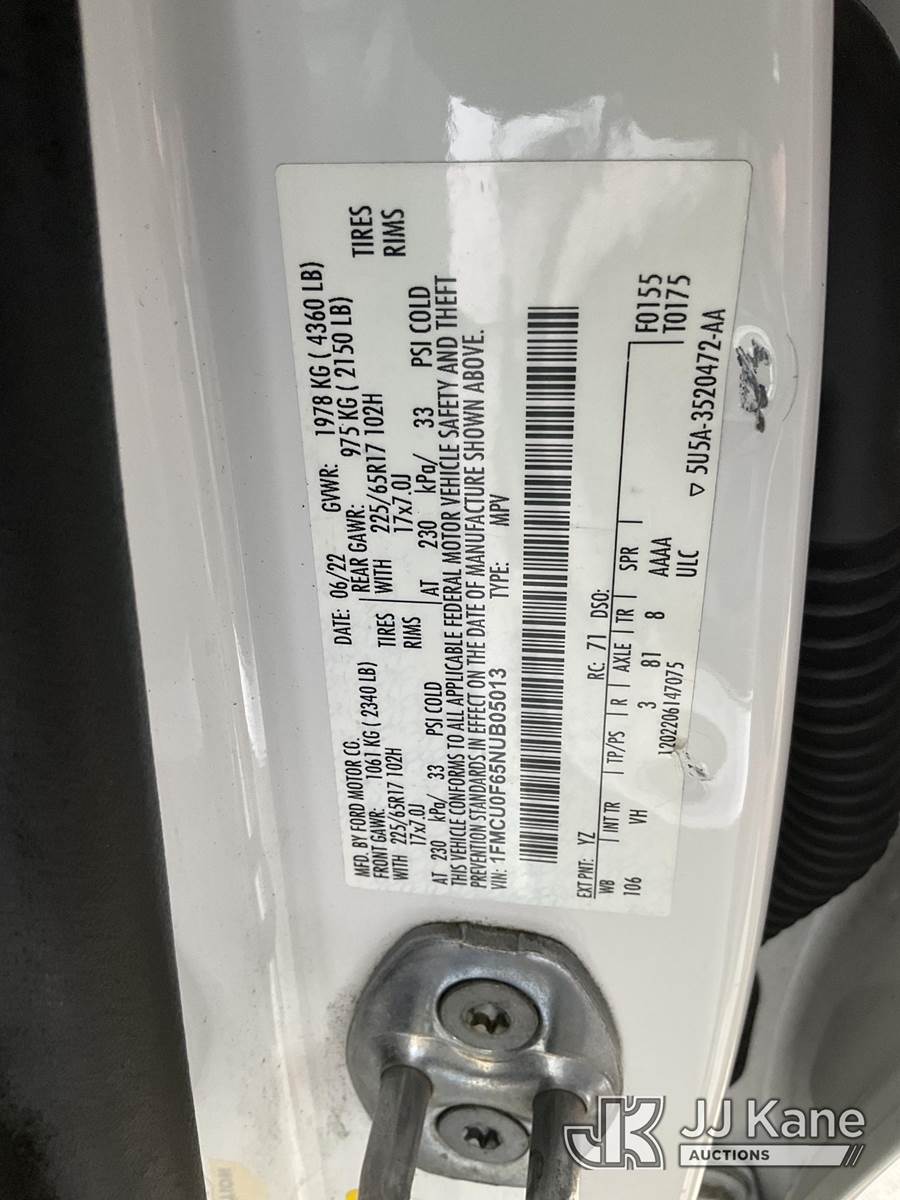 MFD. BY FORD MOTOR CO.
DATE: 06/22 GVWR: 1978 KG ( 4360 LB)
FRONT GAWR: 1061 KG ( 2340 LB) REAR GAWR: 975 KG ( 2150 LB)
WITH 225/65R17 102H TIRES WITH 225/65R17 102H TIRES
17x7.0J RIMS 17x7.0J RIMS
AT 230 kPa/ 33 PSI COLD AT 230 kPa/ 33 PSI COLD
THIS VEHICLE CONFORMS TO ALL APPLICABLE FEDERAL MOTOR VEHICLE SAFETY AND THEFT
PREVENTION STANDARDS IN EFFECT ON THE DATE OF MANUFACTURE SHOWN ABOVE.
VIN: 1FMCU0F65NUB05013 TYPE: MPV
EXT PNT: YZ RC: 71 DSO:
WB INT TR TP/PS R AXLE TR SPR F0155
106 VH 3 81 8 AAAA T0175
ULC
1202206147075
▽ 5U5A-3520472-AA
JK JJ Kane
AUCTIONS